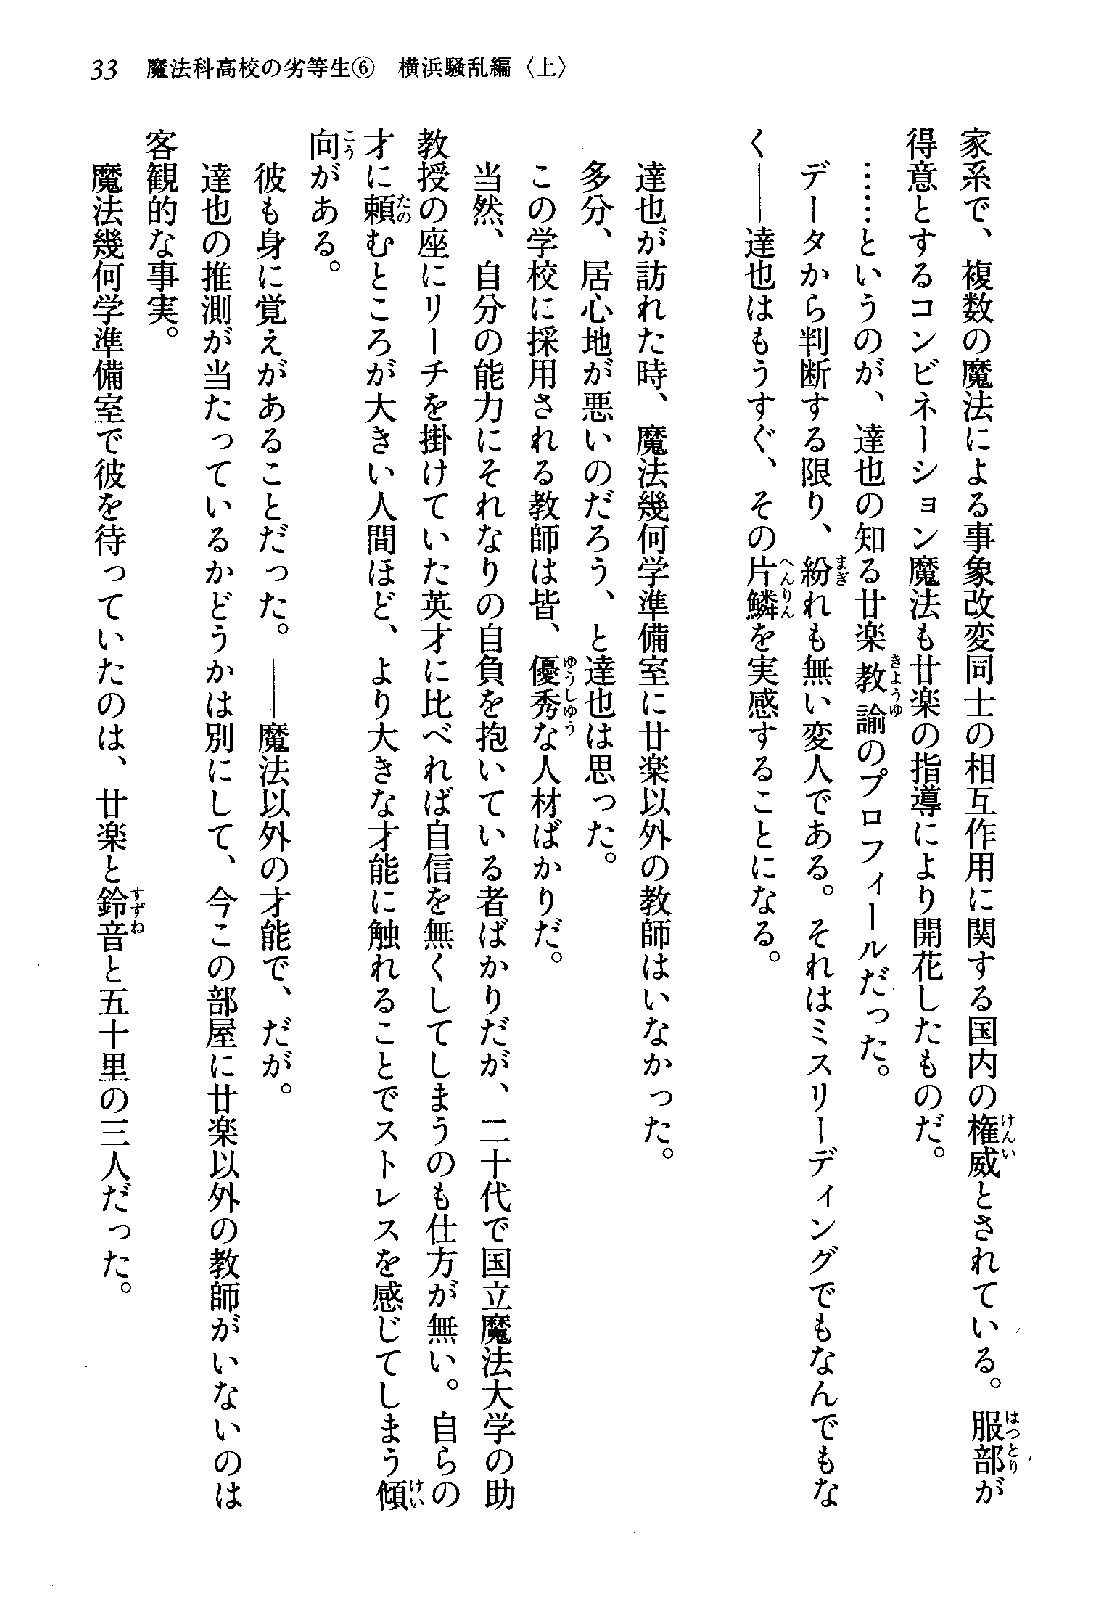 33 魔法科高校の劣等生⑥ 横浜騒乱編〈上〉
家系で、複数の魔法による事象改変同士の相互作用に関する国内の権威とされている。服部が
得意とするコンビネーション魔法も廿楽の指導により開花したものだ。
……というのが、達也の知る廿楽教諭のプロフィールだった。
データから判断する限り、紛れも無い変人である。それはミスリーディングでもなんでもな
く――達也はもうすぐ、その片鱗を実感することになる。
達也が訪れた時、魔法幾何学準備室に廿楽以外の教師はいなかった。
多分、居心地が悪いのだろう、と達也は思った。
この学校に採用される教師は皆、優秀な人材ばかりだ。
当然、自分の能力にそれなりの自負を抱いている者ばかりだが、二十代で国立魔法大学の助
教授の座にリーチを掛けていた英才に比べれば自信を無くしてしまうのも仕方が無い。自らの
才に頼むところが大きい人間ほど、より大きな才能に触れることでストレスを感じてしまう傾
向がある。
彼も身に覚えがあることだった。――魔法以外の才能で、だが。
達也の推測が当たっているかどうかは別にして、今この部屋に廿楽以外の教師がいないのは
客観的な事実。
魔法幾何学準備室で彼を待っていたのは、廿楽と鈴音と五十里の三人だった。